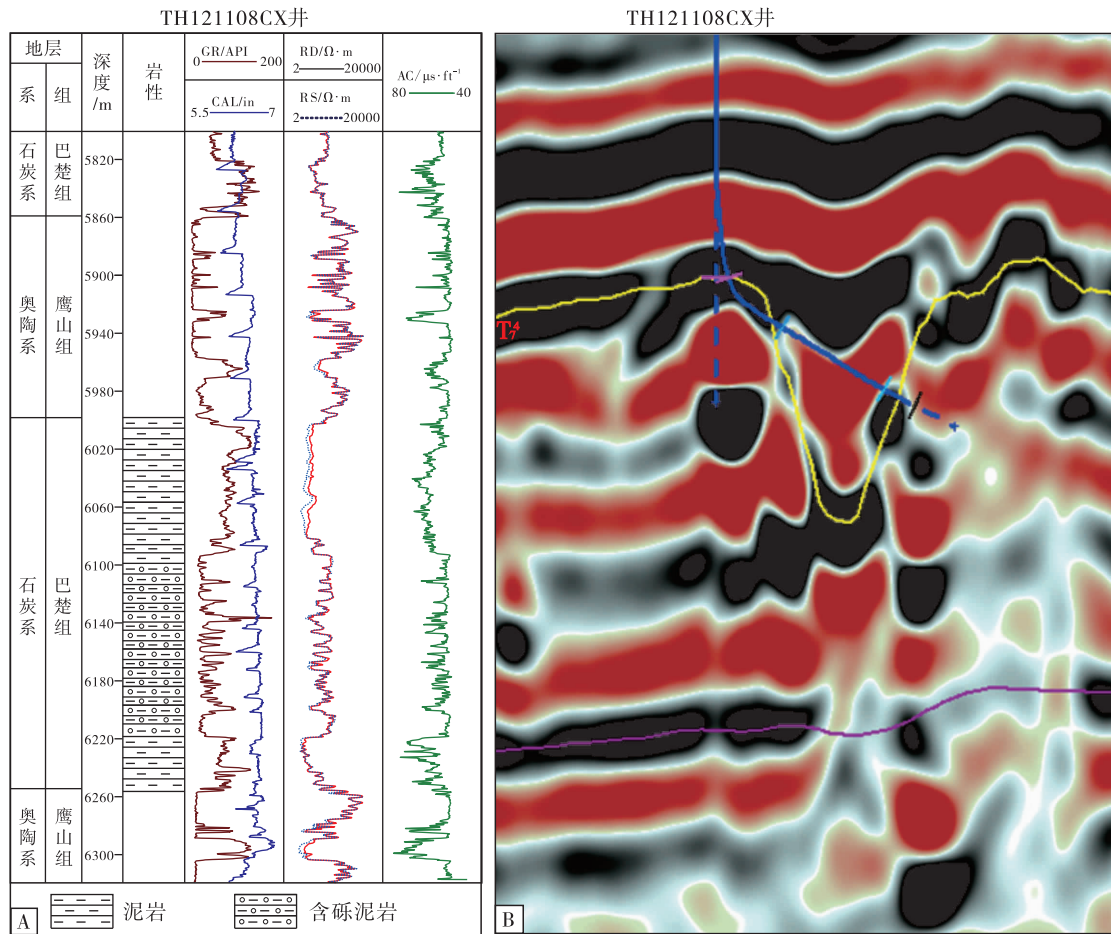 TH121108CX井
TH121108CX井
地层
系
组
深度/m
岩性
GR/API
0 200
CAL/in
5.5 7
RD/Ω·m
2 20000
RS/Ω·m
2 20000
AC/μs·ft⁻¹
80 40
石炭系
巴楚组
奥陶系
鹰山组
石炭系
巴楚组
奥陶系
鹰山组
5820
5860
5900
5940
5980
6020
6060
6100
6140
6180
6220
6260
6300
T₇⁴
A
泥岩
含砾泥岩
B